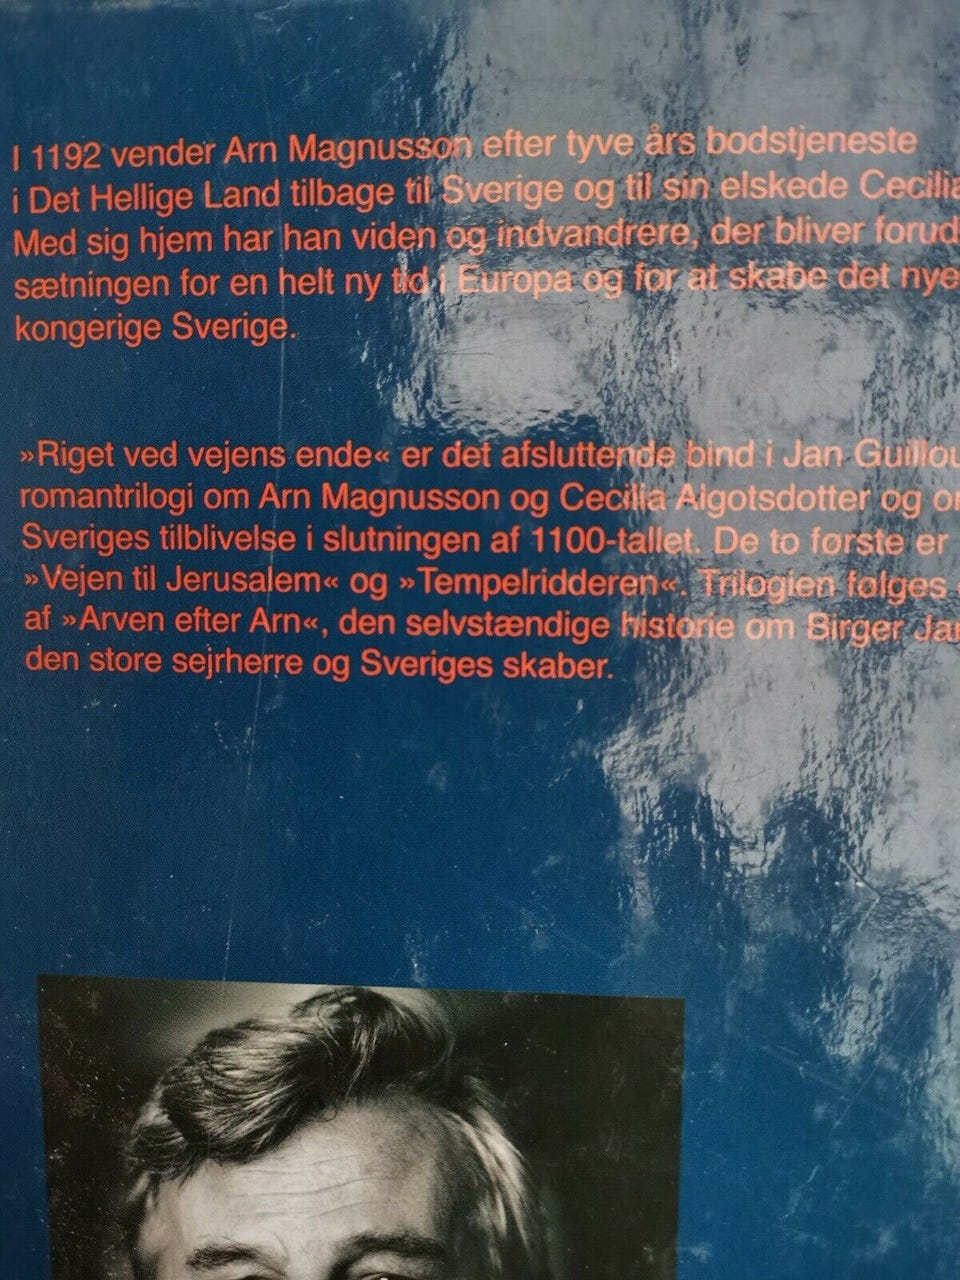 I 1192 vender Arn Magnusson efter tyve års bodstjeneste
i Det Hellige Land tilbage til Sverige og til sin elskede Cecilia
Med sig hjem har han viden og indvandrere, der bliver forud
sætningen for en helt ny tid i Europa og for at skabe det nye
kongerige Sverige.
»Riget ved vejens ende« er det afsluttende bind i Jan Guillou
romantrilogi om Arn Magnusson og Cecilia Algotsdotter og
Sveriges tilblivelse i slutningen af 1100-tallet. De to første er
»Vejen til Jerusalem« og »Tempelridderen«. Trilogien følges
af »Arven efter Arn«, den selvstændige historie om Birger
den store sejrherre og Sveriges skaber.